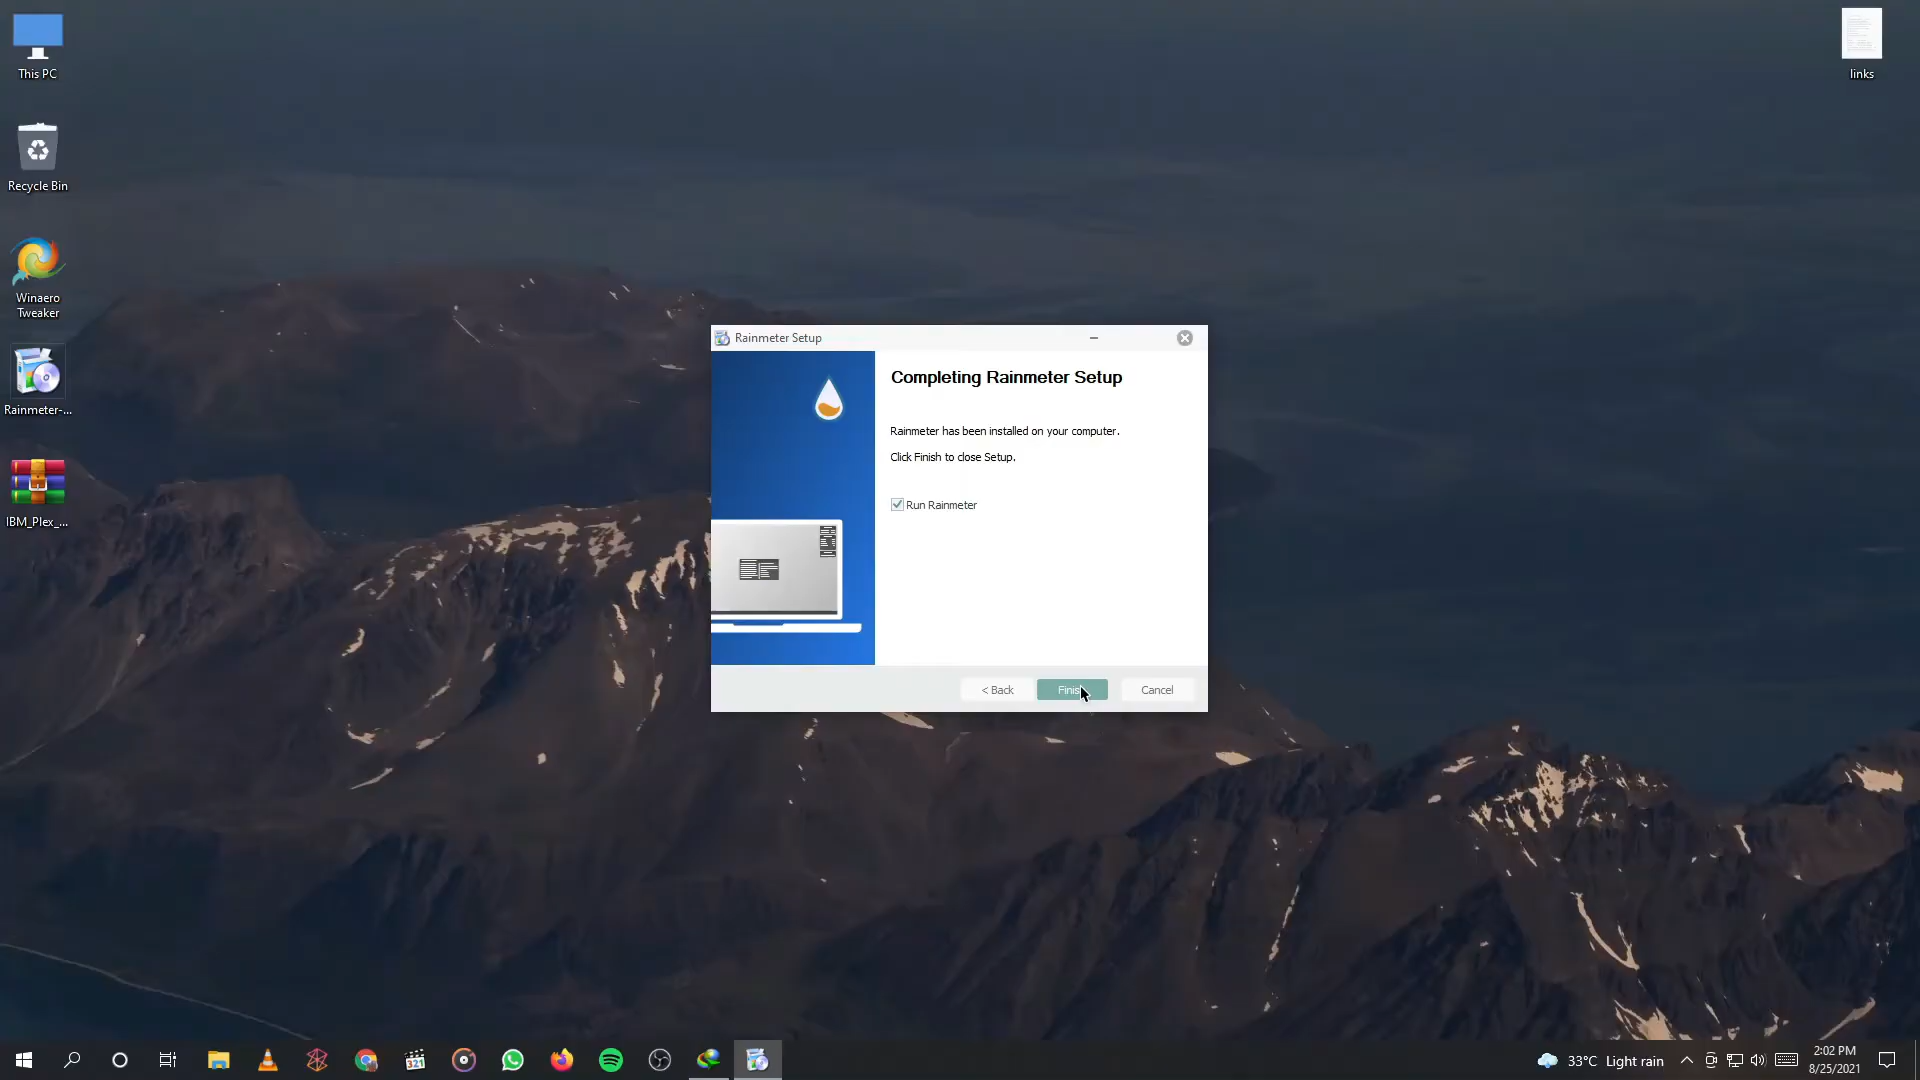 This PC
Recycle Bin
Winaero
Tweaker
Rainmeter-...
IBM_Plex_...
links
Rainmeter Setup
Completing Rainmeter Setup
Rainmeter has been installed on your computer.
Click Finish to close Setup.
Run Rainmeter
< Back
Finis
Cancel
321
33°C Light rain
2:02 PM
8/25/2021